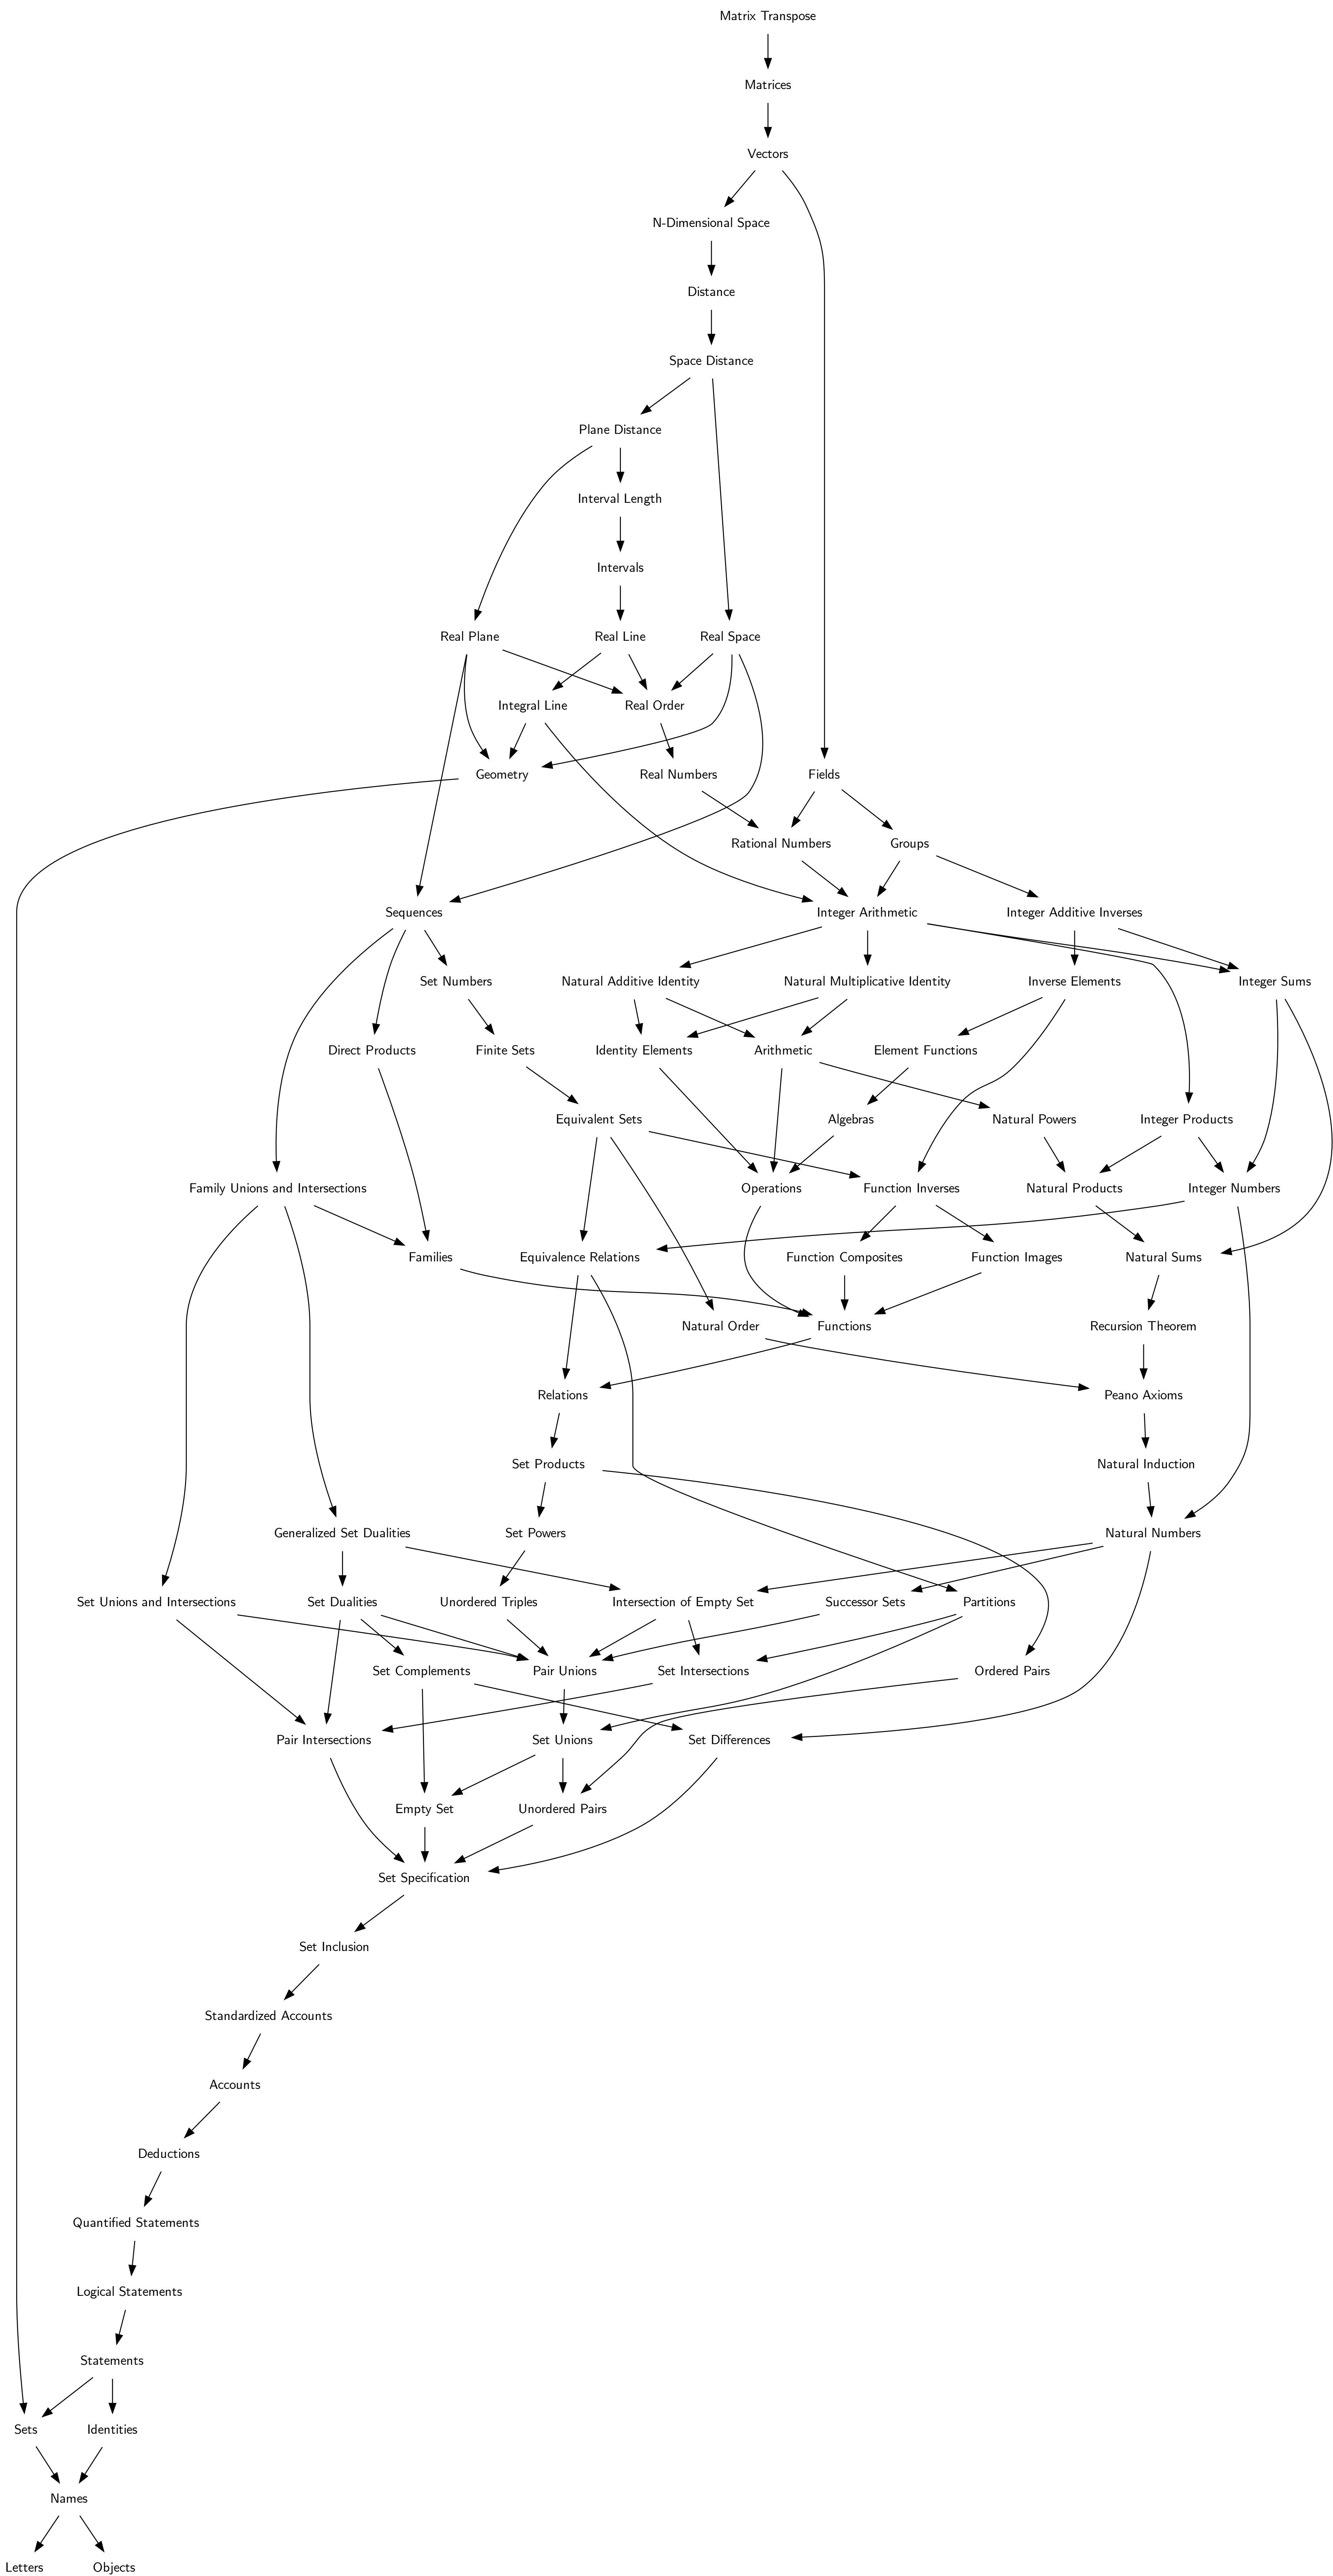 Matrix Transpose
Matrices
Vectors
N-Dimensional Space
Distance
Space Distance
Plane Distance
Interval Length
Intervals
Real Plane
Real Line
Real Space
Integral Line
Real Order
Geometry
Real Numbers
Fields
Rational Numbers
Groups
Sequences
Integer Arithmetic
Integer Additive Inverses
Set Numbers
Natural Additive Identity
Natural Multiplicative Identity
Inverse Elements
Integer Sums
Direct Products
Finite Sets
Identity Elements
Arithmetic
Element Functions
Equivalent Sets
Algebras
Natural Powers
Integer Products
Family Unions and Intersections
Operations
Function Inverses
Natural Products
Integer Numbers
Families
Equivalence Relations
Function Composites
Function Images
Natural Sums
Natural Order
Functions
Recursion Theorem
Relations
Peano Axioms
Set Products
Natural Induction
Generalized Set Dualities
Set Powers
Natural Numbers
Set Unions and Intersections
Set Dualities
Unordered Triples
Intersection of Empty Set
Successor Sets
Partitions
Set Complements
Pair Unions
Set Intersections
Ordered Pairs
Pair Intersections
Set Unions
Set Differences
Empty Set
Unordered Pairs
Set Specification
Set Inclusion
Standardized Accounts
Accounts
Deductions
Quantified Statements
Logical Statements
Statements
Sets
Identities
Names
Letters
Objects